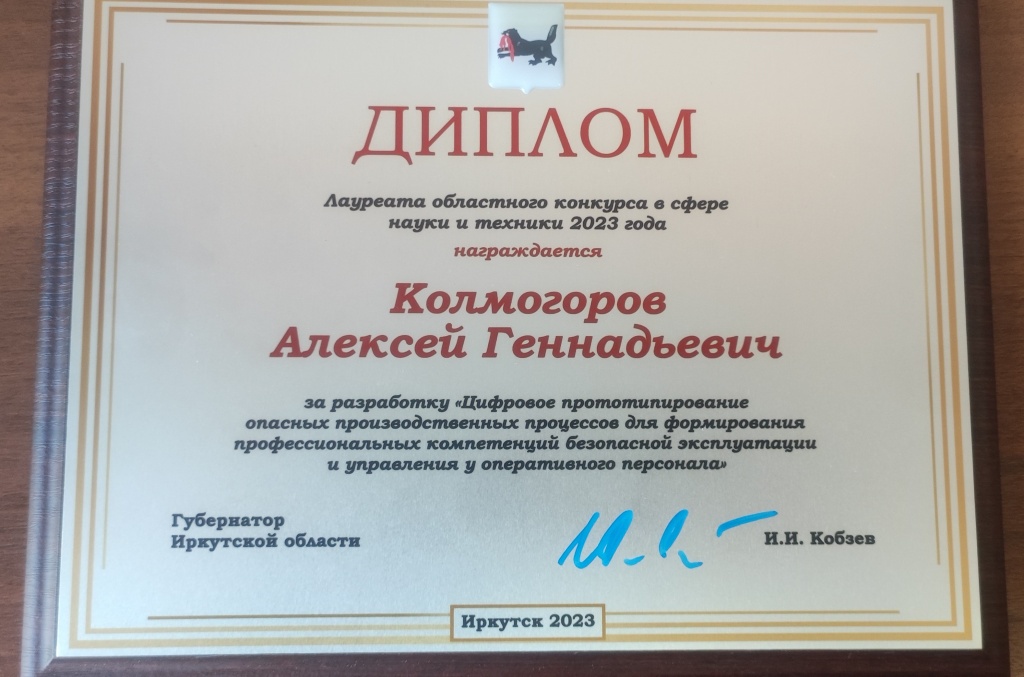 ДИПЛОМ
Лауреата областного конкурса в сфере
науки и техники 2023 года
награждается
Колмогоров
Алексей Геннадьевич
за разработку «Цифровое прототипирование
опасных производственных процессов для формирования
профессиональных компетенций безопасной эксплуатации
и управления у оперативного персонала»
Губернатор
Иркутской области
И.И. Кобзев
Иркутск 2023